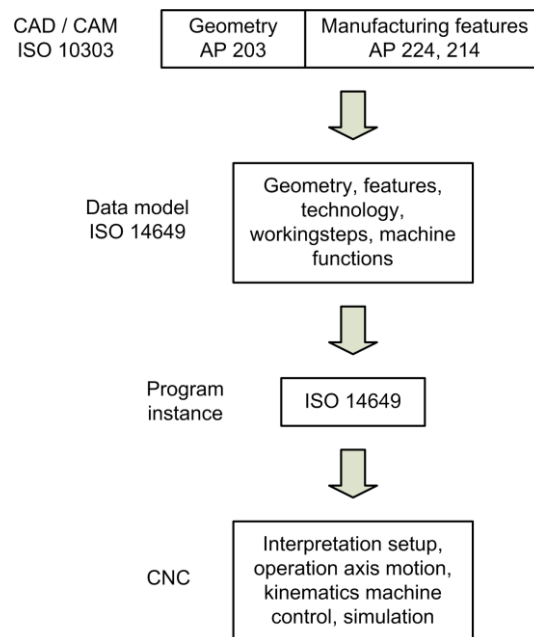 CAD / CAM
ISO 10303
Geometry
AP 203
Manufacturing features
AP 224, 214
Data model
ISO 14649
Geometry, features,
technology,
workingsteps, machine
functions
Program
instance
ISO 14649
CNC
Interpretation setup,
operation axis motion,
kinematics machine
control, simulation